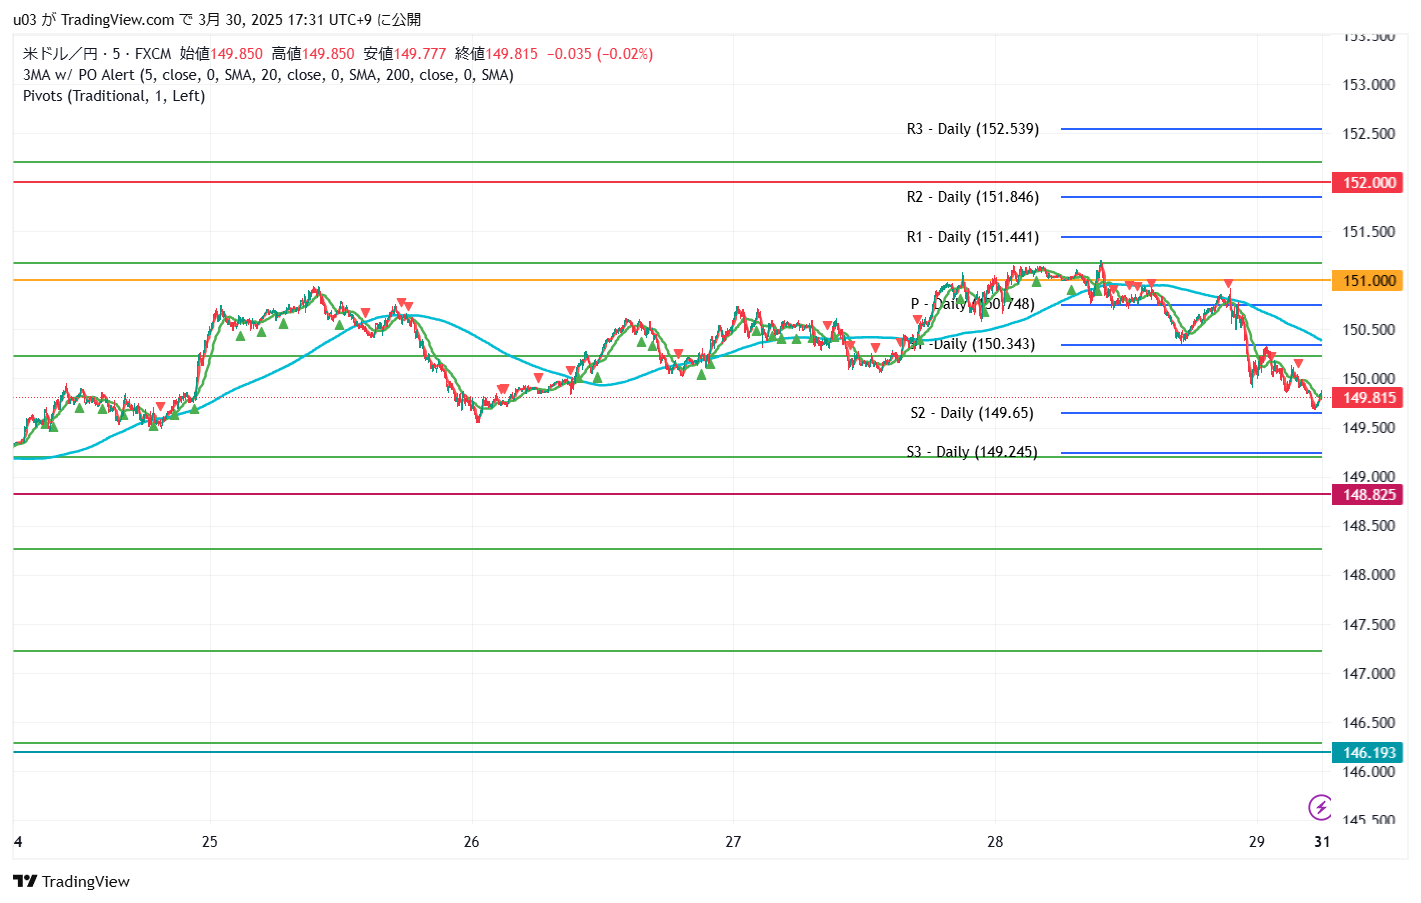 u03 が TradingView.com で 3月 30, 2025 17:31 UTC+9 に公開
米ドル／円・5・FXCM 始値149.850 高値149.850 安値149.777 終値149.815 −0.035 (−0.02%)
3MA w/ PO Alert (5, close, 0, SMA, 20, close, 0, SMA, 200, close, 0, SMA)
Pivots (Traditional, 1, Left)
153.500
153.000
R3 - Daily (152.539)
152.500
152.000
R2 - Daily (151.846)
151.500
R1 - Daily (151.441)
151.000
P - Daily (150.748)
150.500
S1 - Daily (150.343)
150.000
149.815
S2 - Daily (149.65)
149.500
S3 - Daily (149.245)
149.000
148.825
148.500
148.000
147.500
147.000
146.500
146.193
146.000
145.500
4 25 26 27 28 29 31
TradingView